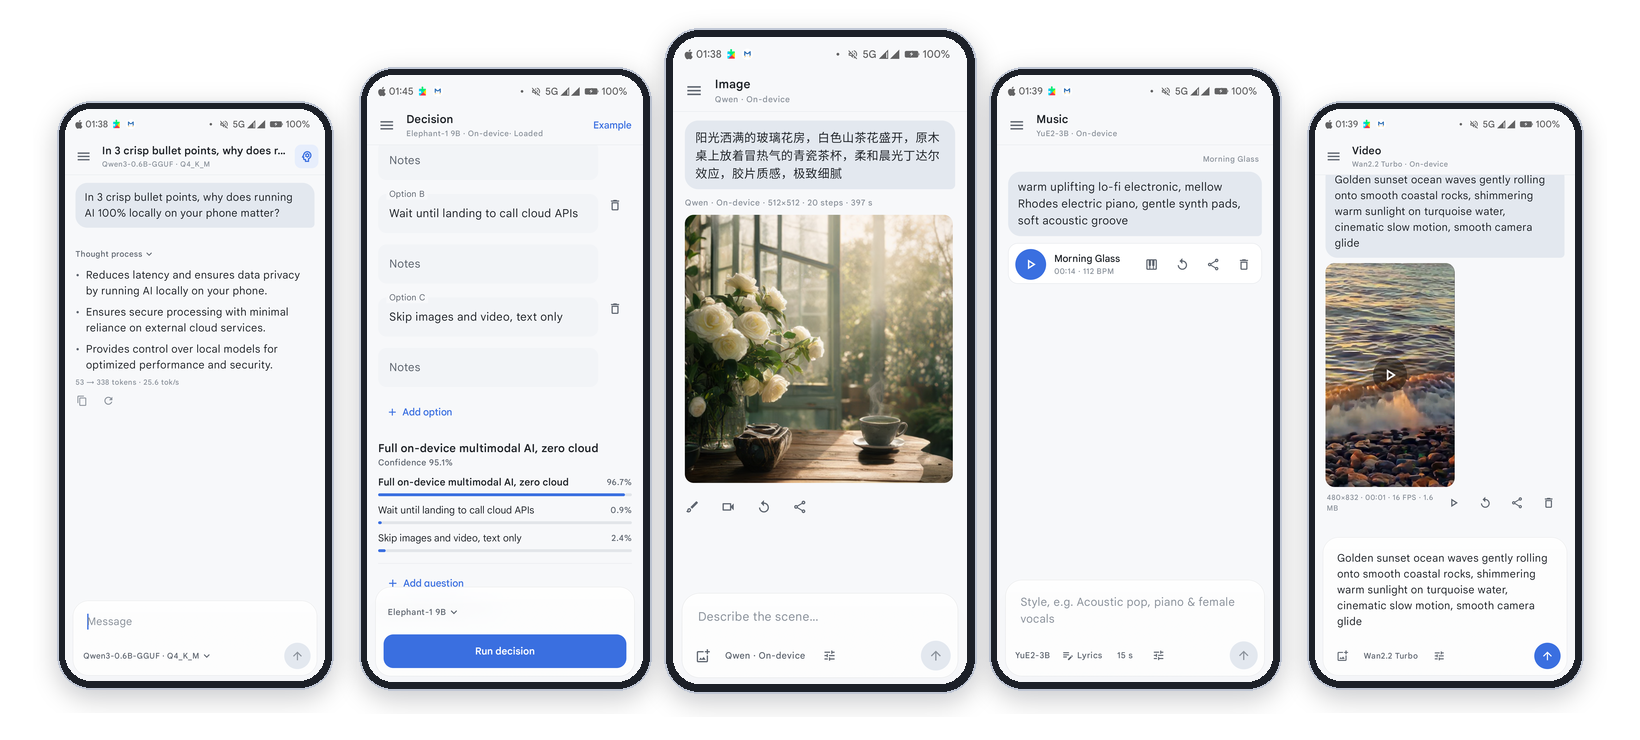 01:38
5G 100%
In 3 crisp bullet points, why does r...
Qwen3-0.6B-GGUF · Q4_K_M
In 3 crisp bullet points, why does running
AI 100% locally on your phone matter?
Thought process
• Reduces latency and ensures data privacy
by running AI locally on your phone.
• Ensures secure processing with minimal
reliance on external cloud services.
• Provides control over local models for
optimized performance and security.
53 → 338 tokens · 25.6 tok/s
Message
Qwen3-0.6B-GGUF · Q4_K_M
01:45
5G 100%
Decision
Elephant-1 9B · On-device · Loaded
Example
Notes
Option B
Wait until landing to call cloud APIs
Notes
Option C
Skip images and video, text only
Notes
+ Add option
Full on-device multimodal AI, zero cloud
Confidence 95.1%
Full on-device multimodal AI, zero cloud 96.7%
Wait until landing to call cloud APIs 0.9%
Skip images and video, text only 2.4%
+ Add question
Elephant-1 9B
Run decision
01:38
5G 100%
Image
Qwen · On-device
阳光洒满的玻璃花房，白色山茶花盛开，原木
桌上放着冒热气的青瓷茶杯，柔和晨光丁达尔
效应，胶片质感，极致细腻
Qwen · On-device · 512×512 · 20 steps · 397 s
Describe the scene...
Qwen · On-device
01:39
5G 100%
Music
YuE2-3B · On-device
Morning Glass
warm uplifting lo-fi electronic, mellow
Rhodes electric piano, gentle synth pads,
soft acoustic groove
Morning Glass
00:14 · 112 BPM
Style, e.g. Acoustic pop, piano & female
vocals
YuE2-3B Lyrics 15 s
01:39
5G 100%
Video
Wan2.2 Turbo · On-device
Golden sunset ocean waves gently rolling
onto smooth coastal rocks, shimmering
warm sunlight on turquoise water,
cinematic slow motion, smooth camera
glide
480×832 · 00:01 · 16 FPS · 1.6
MB
Golden sunset ocean waves gently rolling
onto smooth coastal rocks, shimmering
warm sunlight on turquoise water,
cinematic slow motion, smooth camera
glide
Wan2.2 Turbo